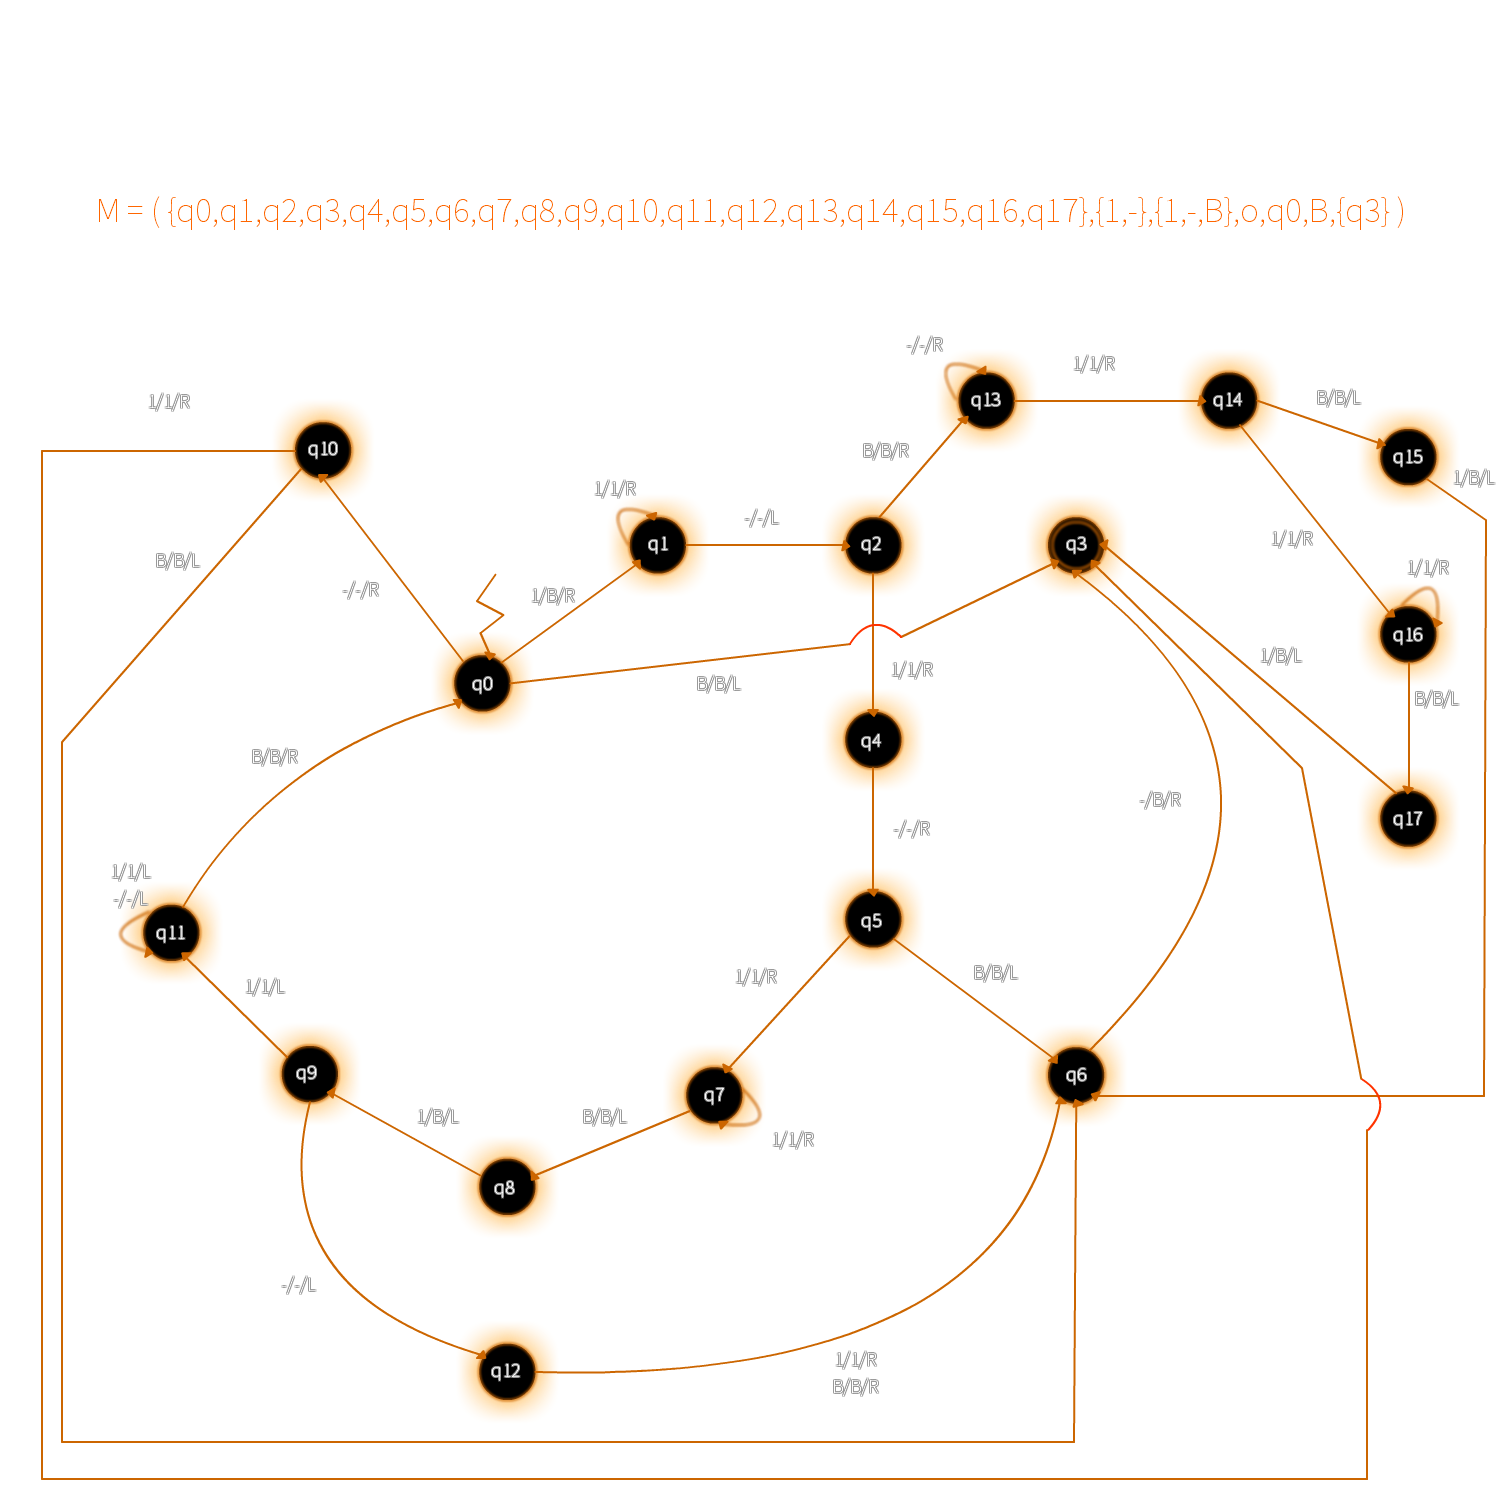 M = ( {q0,q1,q2,q3,q4,q5,q6,q7,q8,q9,q10,q11,q12,q13,q14,q15,q16,q17},{1,-},{1,-,B},o,q0,B,{q3} )
-/-/R
1/1/R
1/1/R
q13
q14
B/B/L
q10
B/B/R
q15
1/B/L
1/1/R
-/-/L
q1
q2
q3
1/1/R
B/B/L
1/1/R
-/-/R
1/B/R
q16
1/B/L
1/1/R
q0
B/B/L
B/B/L
q4
B/B/R
-/B/R
q17
-/-/R
1/1/L
-/-/L
q5
q11
1/1/R
B/B/L
1/1/L
q9
q6
q7
1/B/L
B/B/L
1/1/R
q8
-/-/L
1/1/R
q12
B/B/R